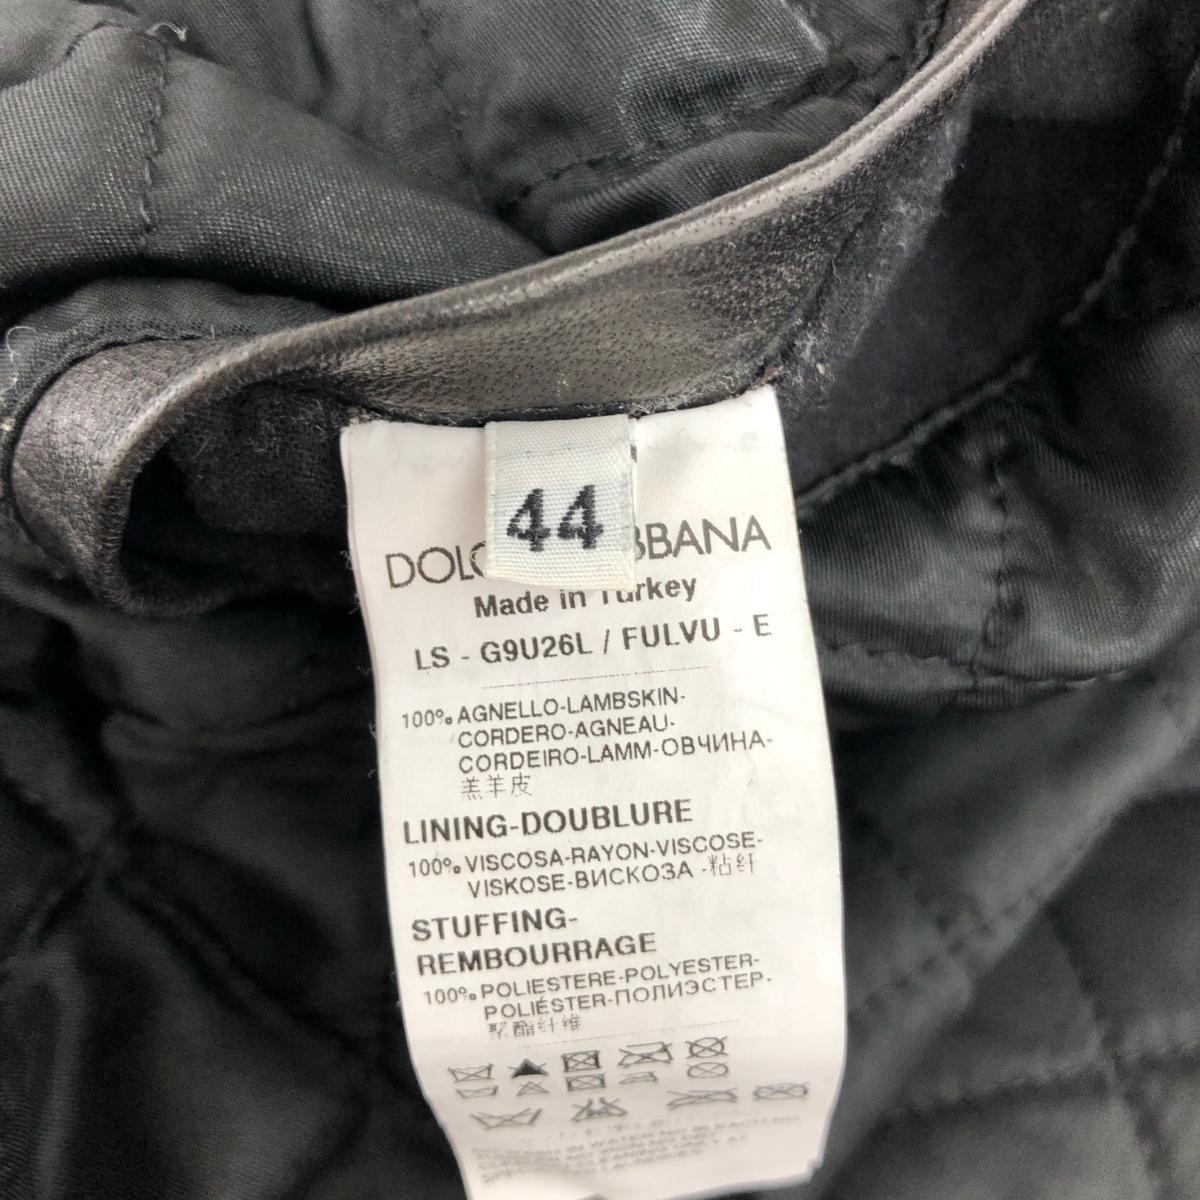 44
DOLC BBANA
Made in Turkey
LS - G9U26L / FULVU - E
100% AGNELLO-LAMBSKIN-
CORDERO-AGNEAU-
CORDEIRO-LAMM-ОВЧИНА-
羔羊皮
LINING-DOUBLURE
100% VISCOSA-RAYON-VISCOSE-
VISKOSE-ВИСКОЗА -粘纤
STUFFING-
REMBOURRAGE
100% POLIESTERE-POLYESTER-
POLIÉSTER-ПОЛИЭСТЕР-
聚酯纤维